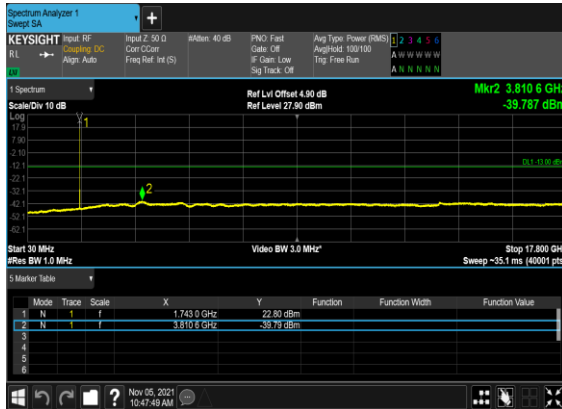 Spectrum Analyzer 1
Swept SA
+
KEYSIGHT Input: RF Input Z: 50 Ω #Atten: 40 dB PNO: Fast Avg Type: Power (RMS) 1 2 3 4 5 6
RL Coupling: DC Corr CCorr Gate: Off Avg|Hold: 100/100 A W W W W W
Align: Auto Freq Ref: Int (S) IF Gain: Low Trig: Free Run
Sig Track: Off A N N N N N
1 Spectrum
Ref Lvl Offset 4.90 dB Mkr2 3.810 6 GHz
Scale/Div 10 dB Ref Level 27.90 dBm -39.787 dBm
Log
17.9 1
7.90
-2.10
-12.1 DL1 -13.00 dBm
-22.1
-32.1 2
-42.1
-52.1
-62.1
Start 30 MHz Video BW 3.0 MHz* Stop 17.800 GHz
#Res BW 1.0 MHz Sweep ~35.1 ms (40001 pts)
5 Marker Table
Mode Trace Scale X Y Function Function Width Function Value
1 N 1 f 1.743 0 GHz 22.80 dBm
2 N 1 f 3.810 6 GHz -39.79 dBm
3
4
5
6
? Nov 05, 2021
10:47:49 AM